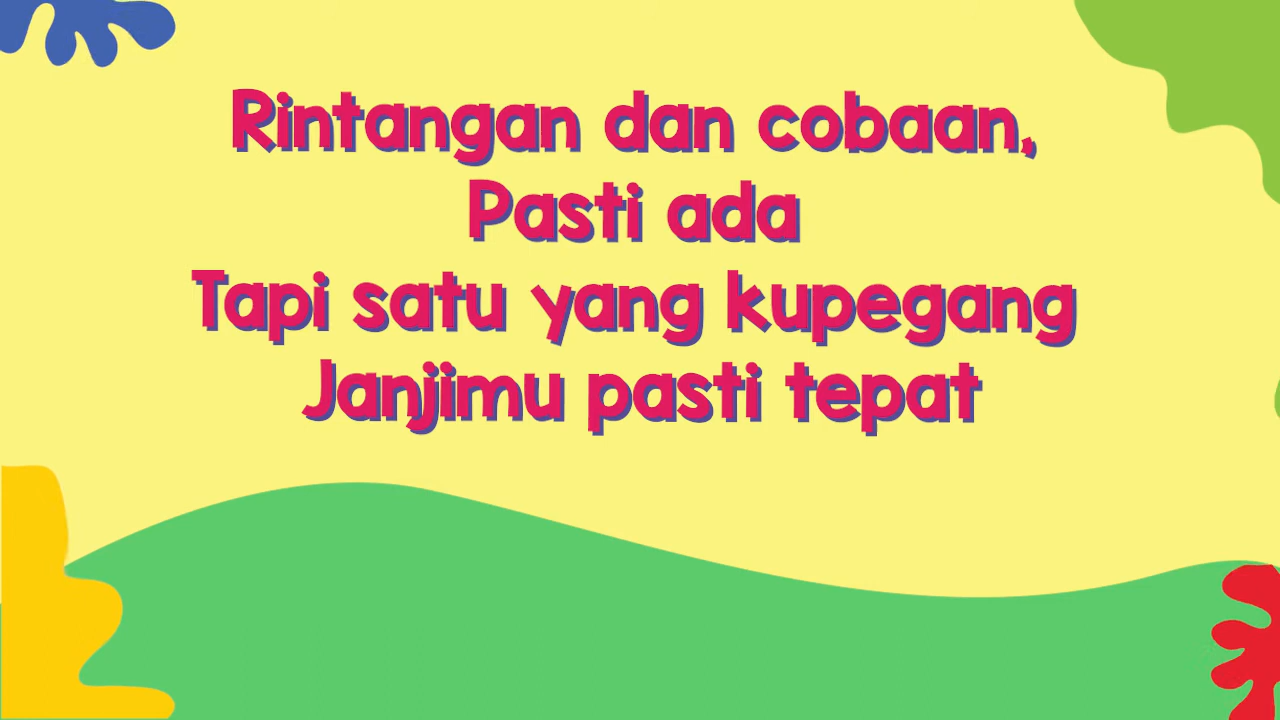 Rintangan dan cobaan,
Pasti ada
Tapi satu yang kupegang
Janjimu pasti tepat